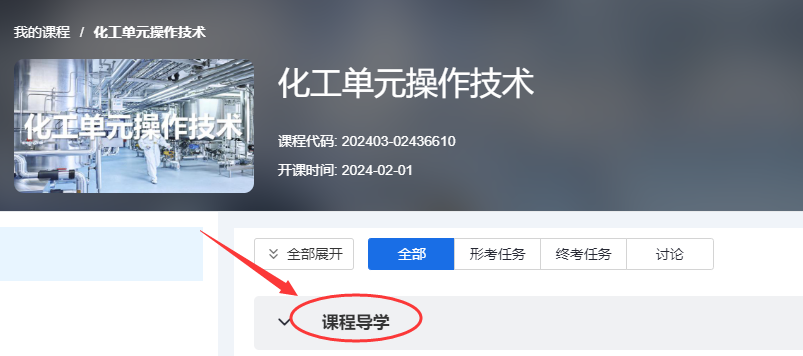 我的课程 / 化工单元操作技术
化工单元操作技术
化工单元操作技术
课程代码: 202403-02436610
开课时间: 2024-02-01
全部展开 全部 形考任务 终考任务 讨论
课程导学